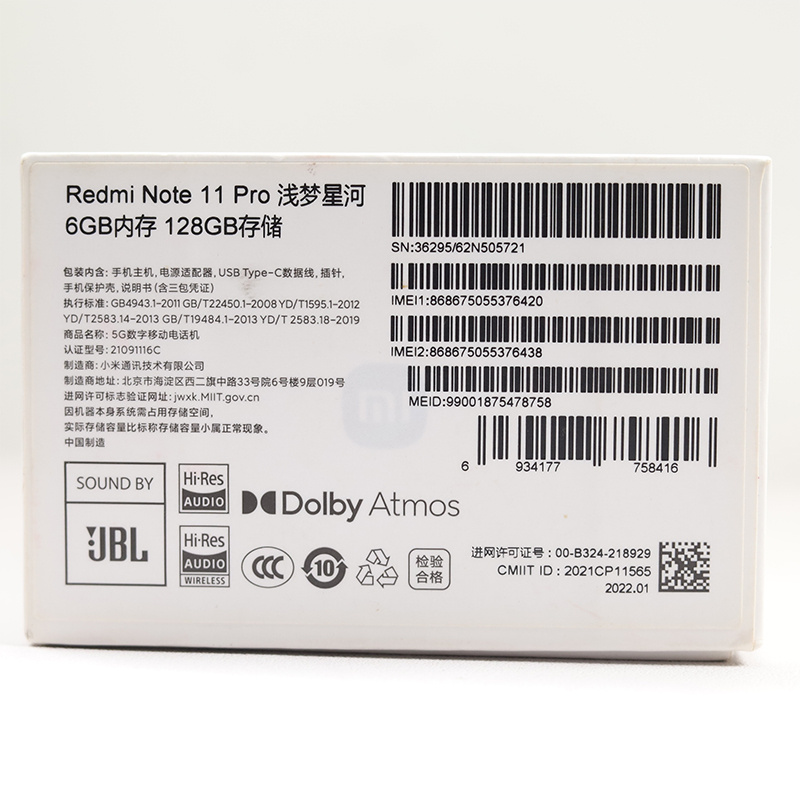 Redmi Note 11 Pro 浅梦星河
6GB内存 128GB存储
包装内含: 手机主机, 电源适配器, USB Type-C数据线, 插针,
手机保护壳, 说明书 (含三包凭证)
执行标准: GB4943.1-2011 GB/T22450.1-2008 YD/T1595.1-2012
YD/T2583.14-2013 GB/T19484.1-2013 YD/T 2583.18-2019
商品名称: 5G数字移动电话机
认证型号: 21091116C
制造商: 小米通讯技术有限公司
制造商地址: 北京市海淀区西二旗中路33号院6号楼9层019号
进网许可标志验证网址: jwxk.MIIT.gov.cn
因机器本身系统需占用存储空间,
实际存储容量比标称存储容量小属正常现象。
中国制造
SN:36295/62N505721
IMEI1:868675055376420
IMEI2:868675055376438
MEID:99001875478758
6 934177 758416
mi
SOUND BY
JBL
Hi-Res
AUDIO
Hi-Res
AUDIO
WIRELESS
Dolby Atmos
CCC
10
检验
合格
进网许可证号: 00-B324-218929
CMIIT ID : 2021CP11565
2022.01